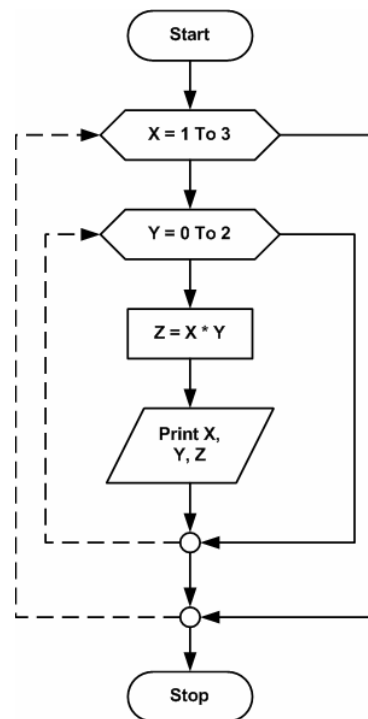 Start
X = 1 To 3
Y = 0 To 2
Z = X * Y
Print X,
Y, Z
Stop